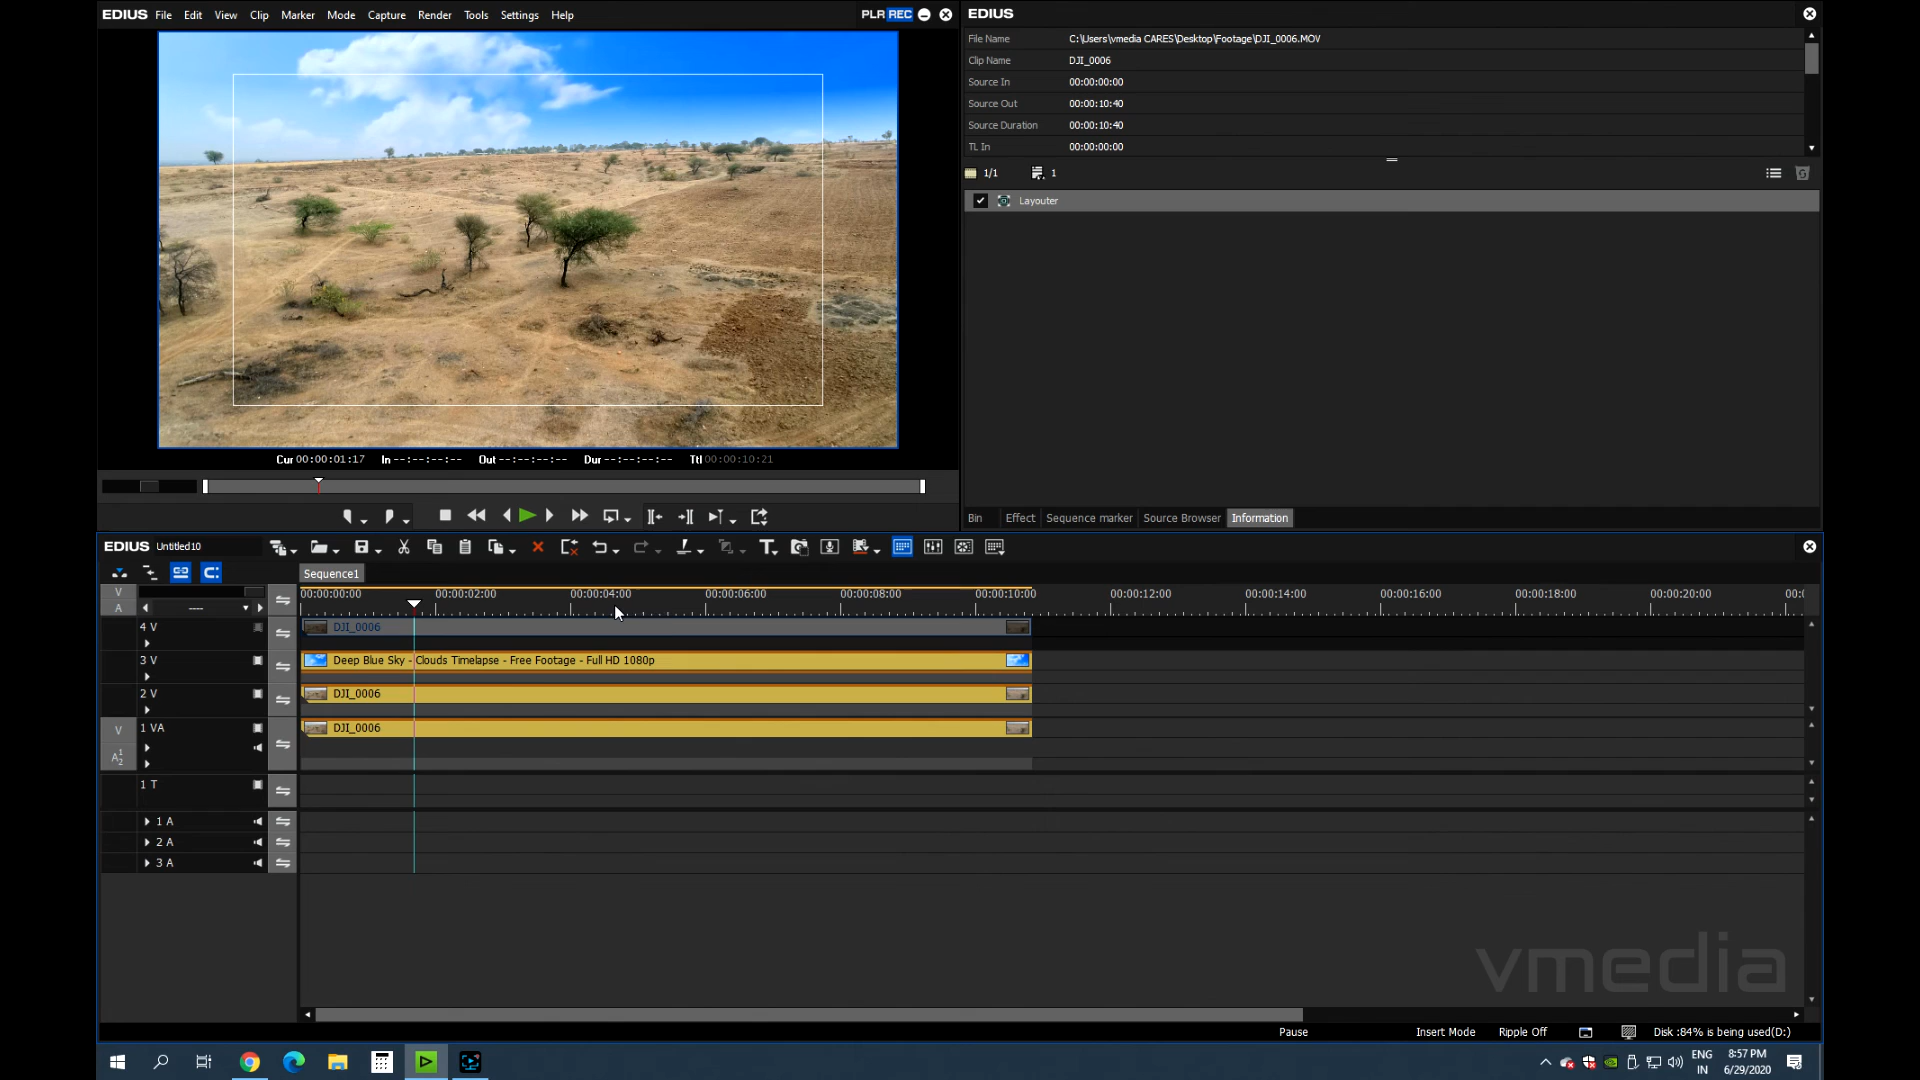 EDIUS File Edit View Clip Marker Mode Capture Render Tools Settings Help PLR REC
Cur 00:00:01:17 In --:--:--:-- Out --:--:--:-- Dur --:--:--:-- Ttl 00:00:10:21
EDIUS
File Name C:\Users\vmedia CARES\Desktop\Footage\DJI_0006.MOV
Clip Name DJI_0006
Source In 00:00:00:00
Source Out 00:00:10:40
Source Duration 00:00:10:40
TL In 00:00:00:00
1/1 1
Layouter
Bin Effect Sequence marker Source Browser Information
EDIUS Untitled10
Sequence1
V 00:00:00:00 00:00:02:00 00:00:04:00 00:00:06:00 00:00:08:00 00:00:10:00 00:00:12:00 00:00:14:00 00:00:16:00 00:00:18:00 00:00:20:00 00:0
A ----
4 V DJI_0006
3 V Deep Blue Sky - Clouds Timelapse - Free Footage - Full HD 1080p
2 V DJI_0006
V 1 VA DJI_0006
A 1 2
1 T
1 A
2 A
3 A
vmedia
Pause Insert Mode Ripple Off Disk :84% is being used(D:)
ENG 8:57 PM
IN 6/29/2020